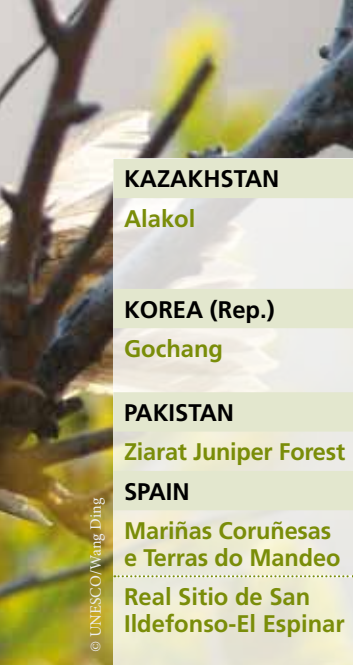 KAZAKHSTAN
Alakol
KOREA (Rep.)
Gochang
PAKISTAN
Ziarat Juniper Forest
SPAIN
Mariñas Coruñesas
e Terras do Mandeo
Real Sitio de San
Ildefonso-El Espinar
© UNESCO/Wang Ding